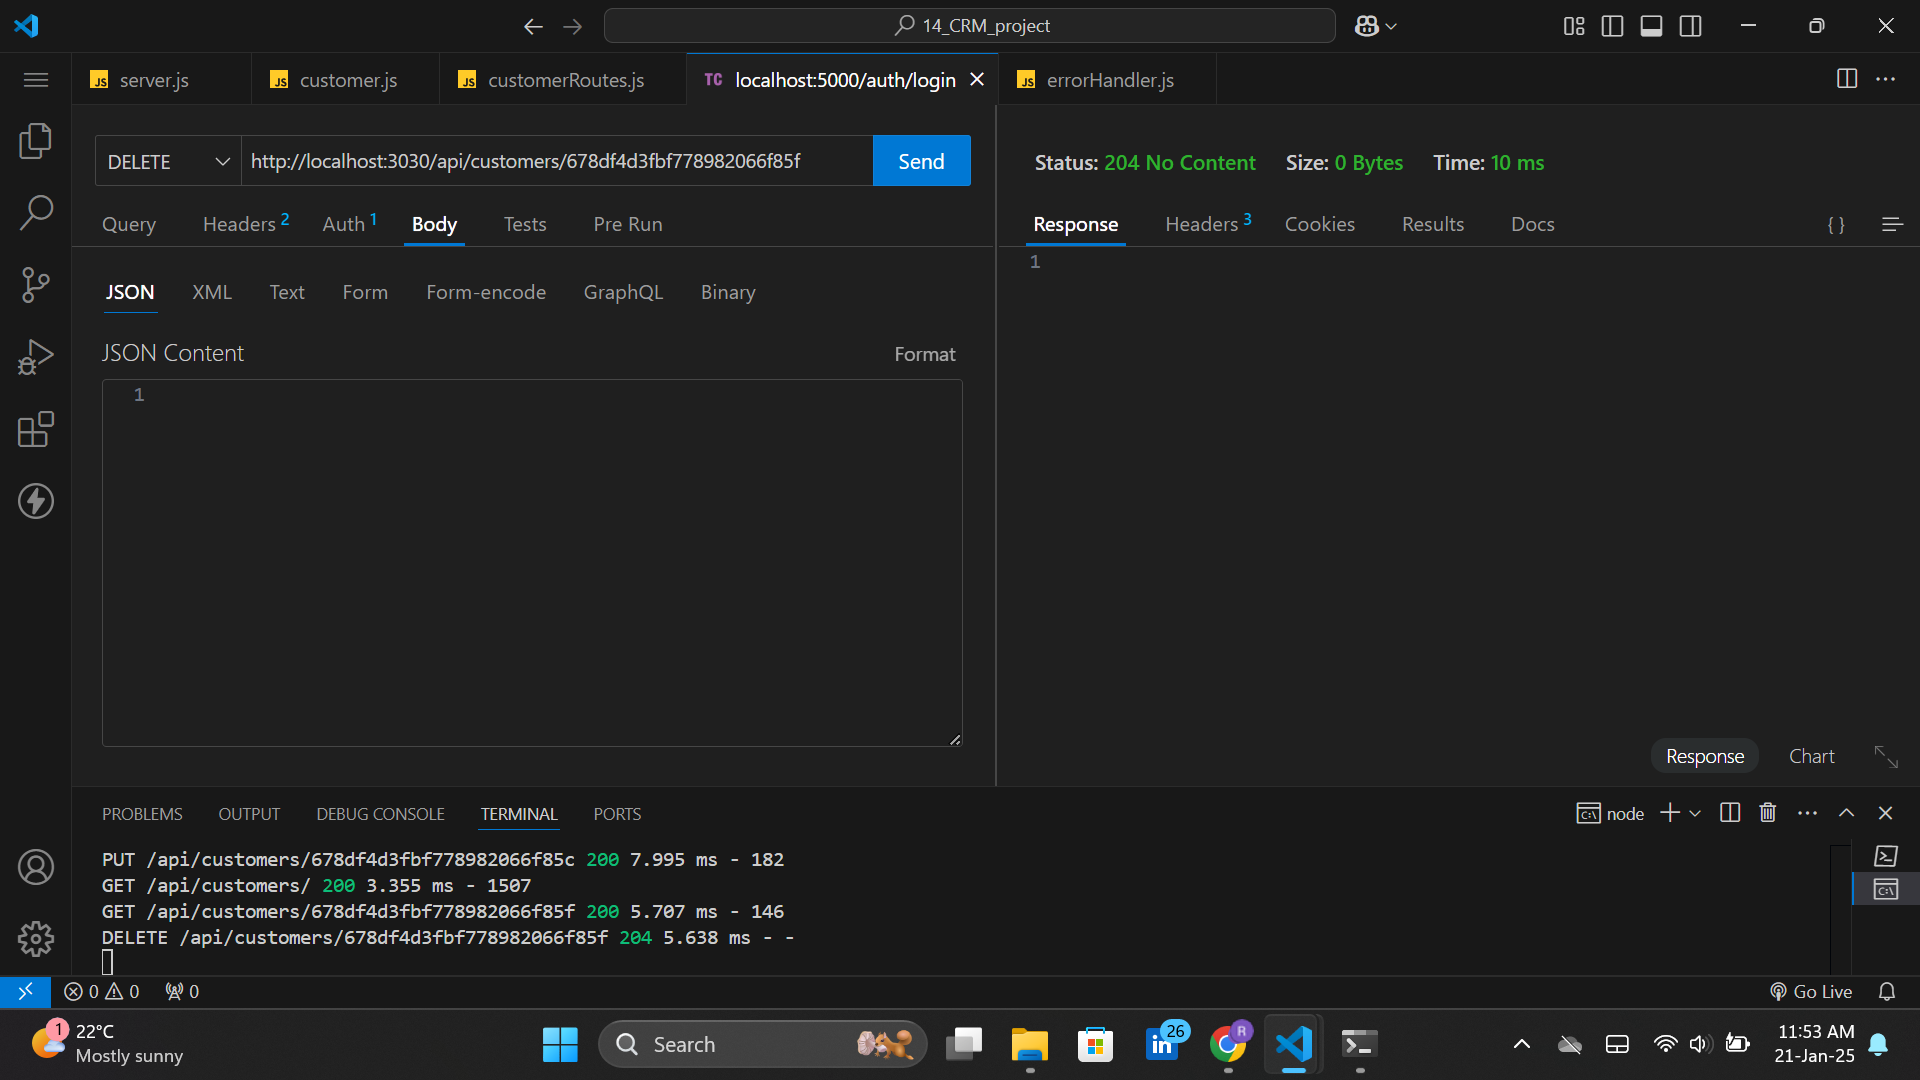 14_CRM_project
server.js
customer.js
customerRoutes.js
TC localhost:5000/auth/login
errorHandler.js
DELETE http://localhost:3030/api/customers/678df4d3fbf778982066f85f Send
Query Headers 2 Auth 1 Body Tests Pre Run
JSON XML Text Form Form-encode GraphQL Binary
JSON Content Format
1
Status: 204 No Content Size: 0 Bytes Time: 10 ms
Response Headers 3 Cookies Results Docs { }
1
Response Chart
PROBLEMS OUTPUT DEBUG CONSOLE TERMINAL PORTS
node
PUT /api/customers/678df4d3fbf778982066f85c 200 7.995 ms - 182
GET /api/customers/ 200 3.355 ms - 1507
GET /api/customers/678df4d3fbf778982066f85f 200 5.707 ms - 146
DELETE /api/customers/678df4d3fbf778982066f85f 204 5.638 ms - -
0 0 0
Go Live
1
22°C
Mostly sunny
Search
26
R
11:53 AM
21-Jan-25